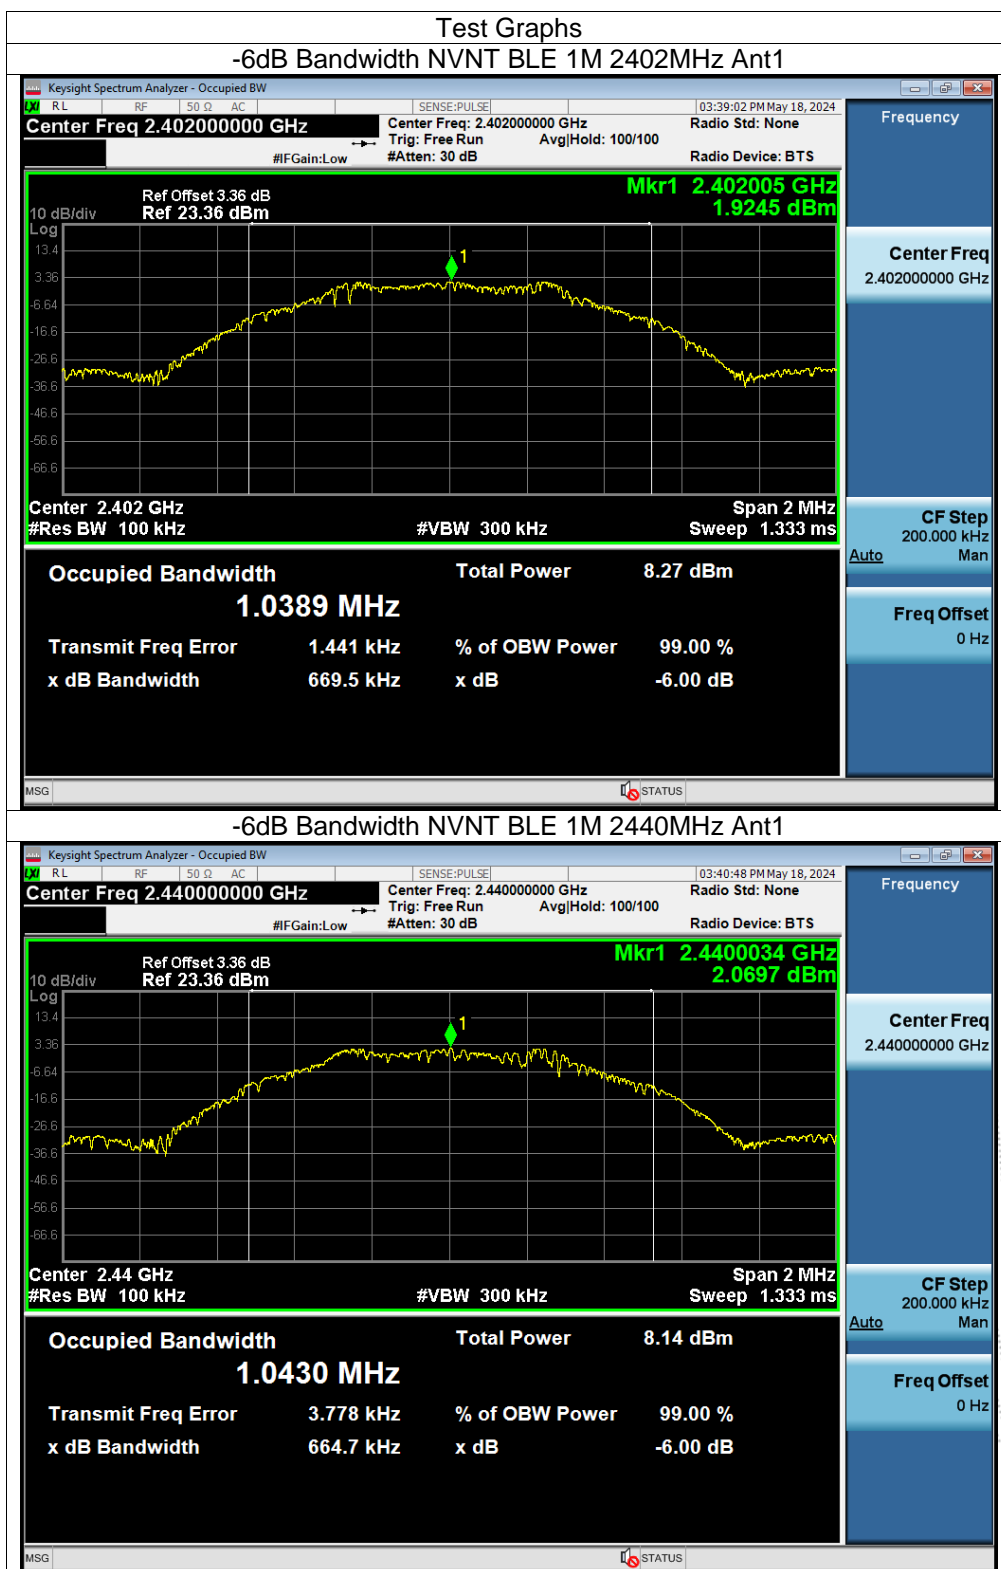 Test Graphs
-6dB Bandwidth NVNT BLE 1M 2402MHz Ant1
Keysight Spectrum Analyzer - Occupied BW
LXI RL RF 50 Ω AC SENSE:PULSE 03:39:02 PM May 18, 2024
Center Freq 2.402000000 GHz Center Freq: 2.402000000 GHz Radio Std: None
Trig: Free Run Avg|Hold: 100/100
#IFGain:Low #Atten: 30 dB Radio Device: BTS
Frequency
Mkr1 2.402005 GHz
1.9245 dBm
Ref Offset 3.36 dB
10 dB/div Ref 23.36 dBm
Log
13.4
1
3.36
-6.64
-16.6
-26.6
-36.6
-46.6
-56.6
-66.6
Center 2.402 GHz Span 2 MHz
#Res BW 100 kHz #VBW 300 kHz Sweep 1.333 ms
Center Freq
2.402000000 GHz
CF Step
200.000 kHz
Auto Man
Freq Offset
0 Hz
Occupied Bandwidth Total Power 8.27 dBm
1.0389 MHz
Transmit Freq Error 1.441 kHz % of OBW Power 99.00 %
x dB Bandwidth 669.5 kHz x dB -6.00 dB
MSG STATUS
-6dB Bandwidth NVNT BLE 1M 2440MHz Ant1
Keysight Spectrum Analyzer - Occupied BW
LXI RL RF 50 Ω AC SENSE:PULSE 03:40:48 PM May 18, 2024
Center Freq 2.440000000 GHz Center Freq: 2.440000000 GHz Radio Std: None
Trig: Free Run Avg|Hold: 100/100
#IFGain:Low #Atten: 30 dB Radio Device: BTS
Frequency
Mkr1 2.4400034 GHz
2.0697 dBm
Ref Offset 3.36 dB
10 dB/div Ref 23.36 dBm
Log
13.4
1
3.36
-6.64
-16.6
-26.6
-36.6
-46.6
-56.6
-66.6
Center 2.44 GHz Span 2 MHz
#Res BW 100 kHz #VBW 300 kHz Sweep 1.333 ms
Center Freq
2.440000000 GHz
CF Step
200.000 kHz
Auto Man
Freq Offset
0 Hz
Occupied Bandwidth Total Power 8.14 dBm
1.0430 MHz
Transmit Freq Error 3.778 kHz % of OBW Power 99.00 %
x dB Bandwidth 664.7 kHz x dB -6.00 dB
MSG STATUS